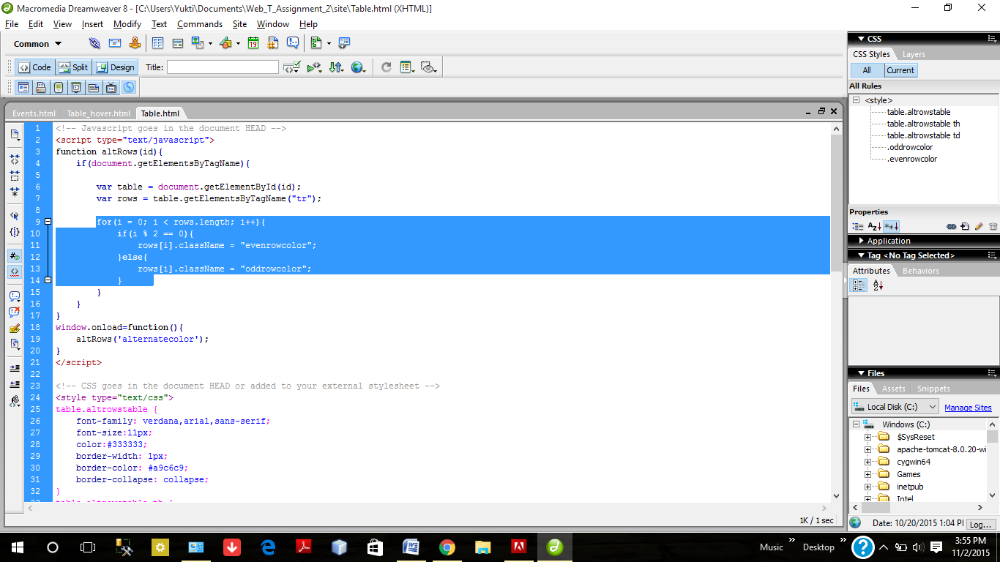 Macromedia Dreamweaver 8 - [C:\Users\Yukti\Documents\Web_T_Assignment_2\site\Table.html (XHTML)]
File Edit View Insert Modify Text Commands Site Window Help
Common
Code Split Design Title:
Events.html Table_hover.html Table.html
1 <!-- Javascript goes in the document HEAD -->
2 <script type="text/javascript">
3 function altRows(id){
4 if(document.getElementsByTagName){
5
6 var table = document.getElementById(id);
7 var rows = table.getElementsByTagName("tr");
8
9 for(i = 0; i < rows.length; i++){
10 if(i % 2 == 0){
11 rows[i].className = "evenrowcolor";
12 }else{
13 rows[i].className = "oddrowcolor";
14 }
15 }
16 }
17 }
18 window.onload=function(){
19 altRows('alternatecolor');
20 }
21 </script>
22
23 <!-- CSS goes in the document HEAD or added to your external stylesheet -->
24 <style type="text/css">
25 table.altrowstable {
26 font-family: verdana,arial,sans-serif;
27 font-size:11px;
28 color:#333333;
29 border-width: 1px;
30 border-color: #a9c6c9;
31 border-collapse: collapse;
32 }
1K / 1 sec
CSS
CSS Styles Layers
All Current
All Rules
<style>
table.altrowstable
table.altrowstable th
table.altrowstable td
.oddrowcolor
.evenrowcolor
Properties
Application
Tag <No Tag Selected>
Attributes Behaviors
Files
Files Assets Snippets
Local Disk (C:) Manage Sites
Windows (C:)
$SysReset
apache-tomcat-8.0.20-wi
cygwin64
Games
inetpub
Intel
Date: 10/20/2015 1:04 PM Log...
Music Desktop
3:55 PM
11/2/2015